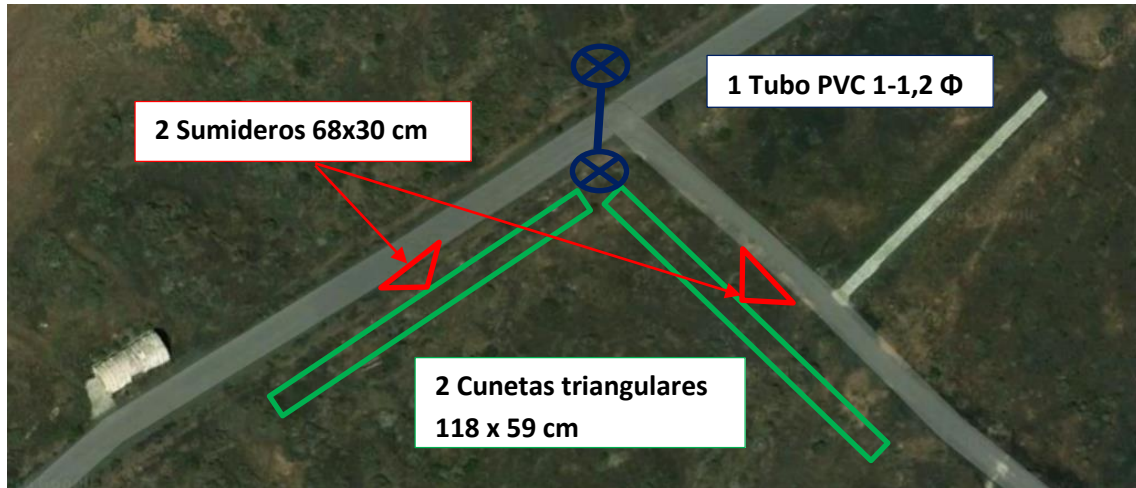 1 Tubo PVC 1-1,2 Φ
2 Sumideros 68x30 cm
2 Cunetas triangulares
118 x 59 cm